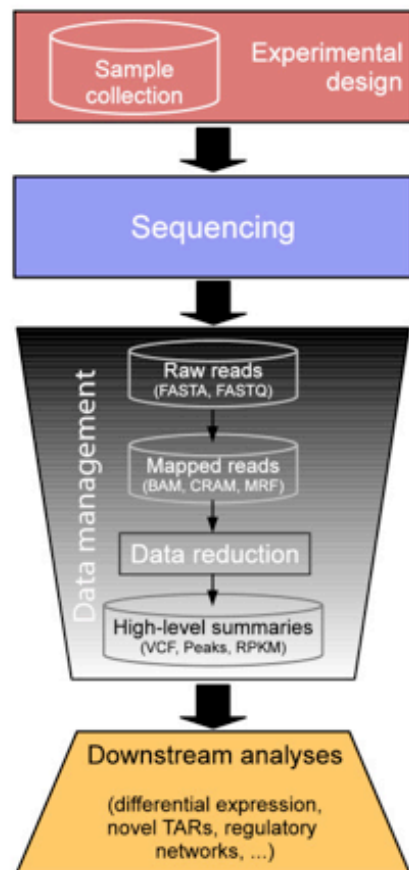 Sample
collection
Experimental
design
Sequencing
Data management
Raw reads
(FASTA, FASTQ)
Mapped reads
(BAM, CRAM, MRF)
Data reduction
High-level summaries
(VCF, Peaks, RPKM)
Downstream analyses
(differential expression,
novel TARs, regulatory
networks, ...)